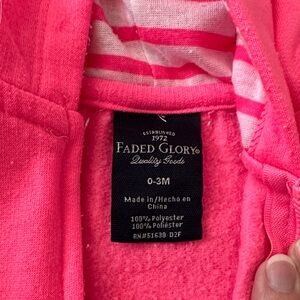 ESTABLISHED
1972
FADED GLORY®
Quality Goods
0-3M
Made in/Hecho en
China
100% Polyester
100% Poliéster
RN#51639 D2F